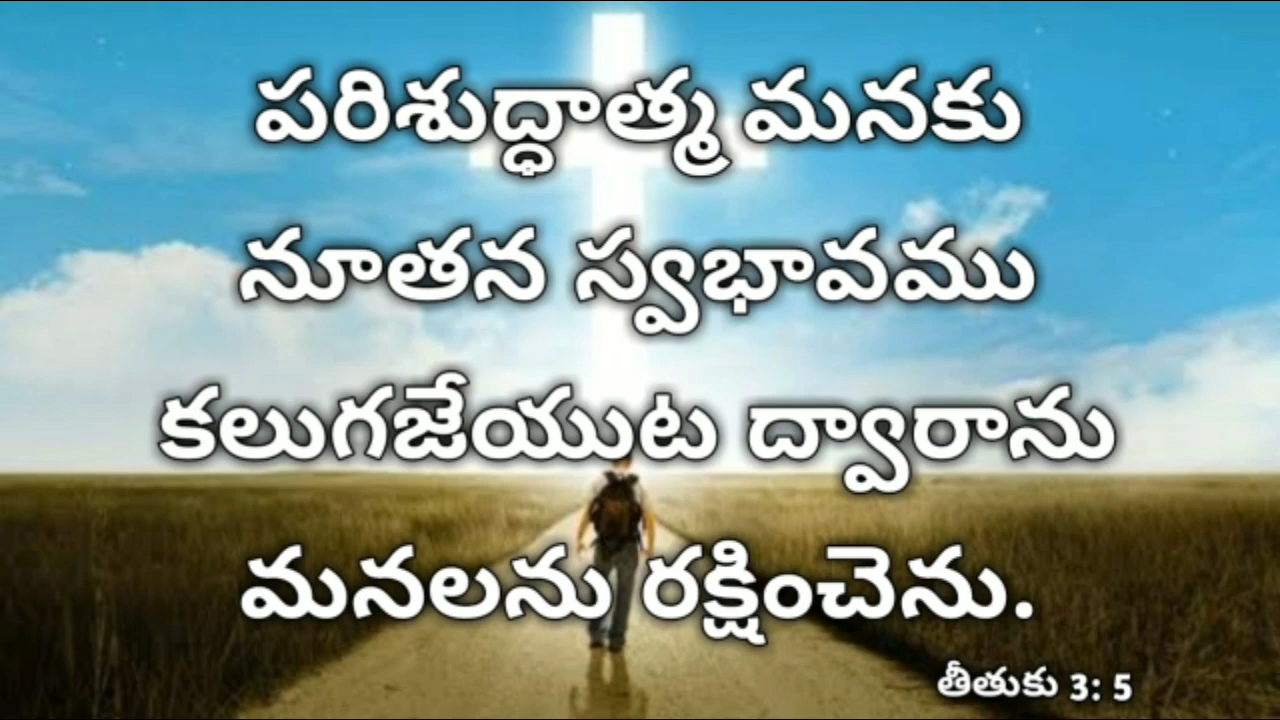 పరిశుద్ధాత్మ మనకు
నూతన స్వభావము
కలుగజేయుట ద్వారాను
మనలను రక్షించెను.
తీతుకు 3: 5